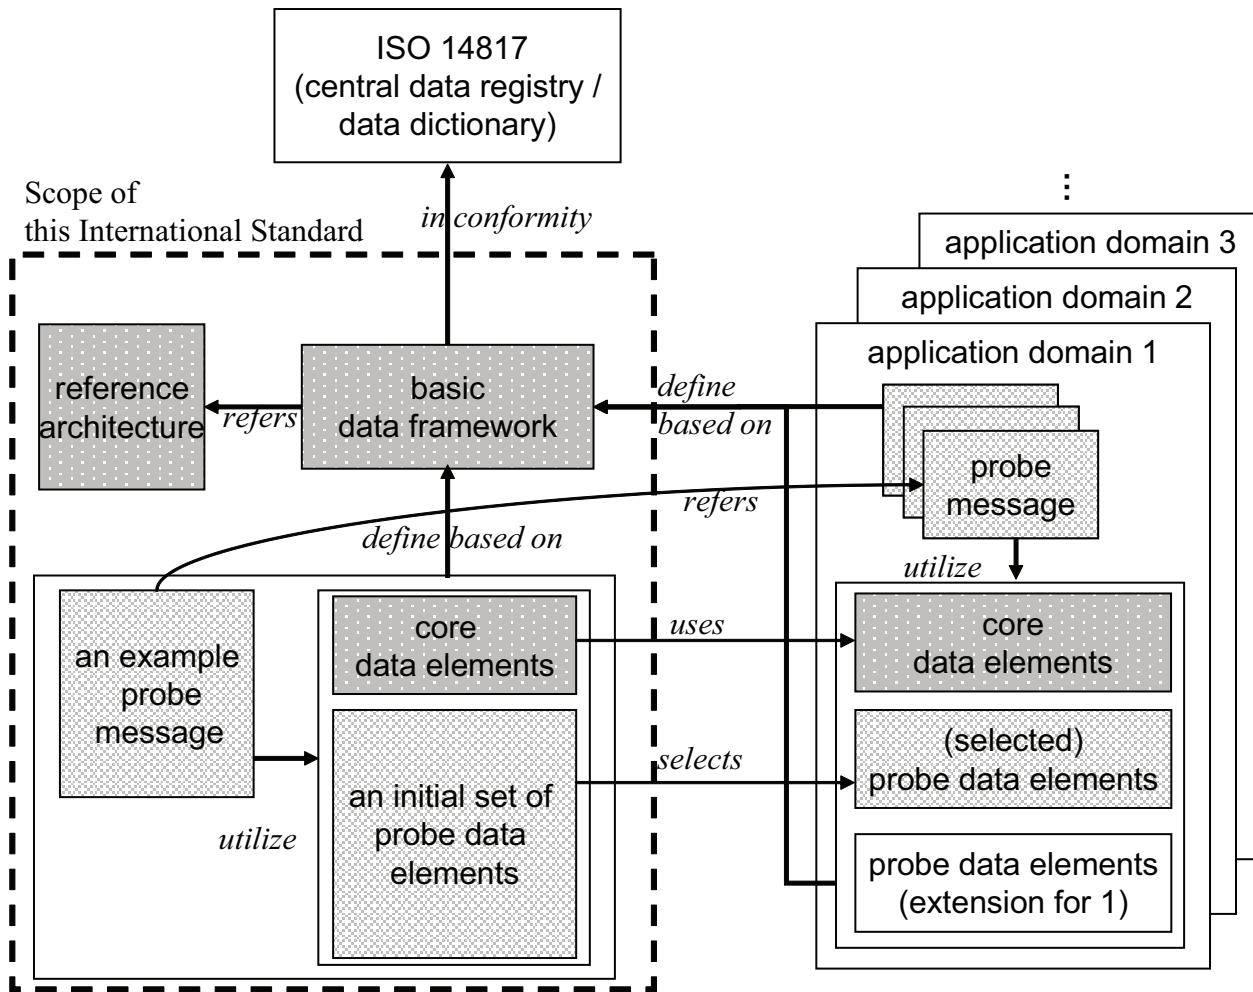 ISO 14817
(central data registry /
data dictionary)
Scope of
this International Standard
in conformity
⋮
application domain 3
application domain 2
application domain 1
reference
architecture
refers
basic
data framework
define
based on
probe
message
refers
define based on
utilize
an example
probe
message
core
data elements
uses
core
data elements
utilize
an initial set of
probe data
elements
selects
(selected)
probe data elements
probe data elements
(extension for 1)